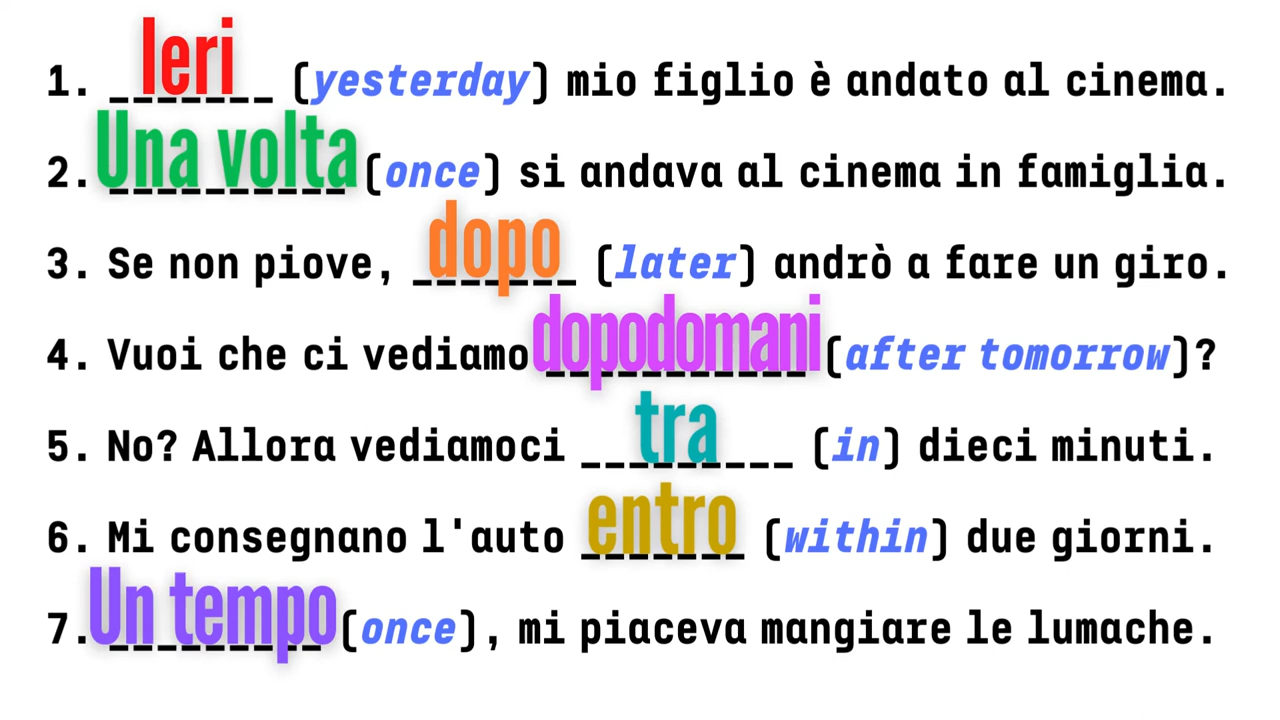 1. Ieri (yesterday) mio figlio è andato al cinema.
2. Una volta (once) si andava al cinema in famiglia.
3. Se non piove, dopo (later) andrò a fare un giro.
4. Vuoi che ci vediamo dopodomani (after tomorrow)?
5. No? Allora vediamoci tra (in) dieci minuti.
6. Mi consegnano l'auto entro (within) due giorni.
7. Un tempo (once), mi piaceva mangiare le lumache.